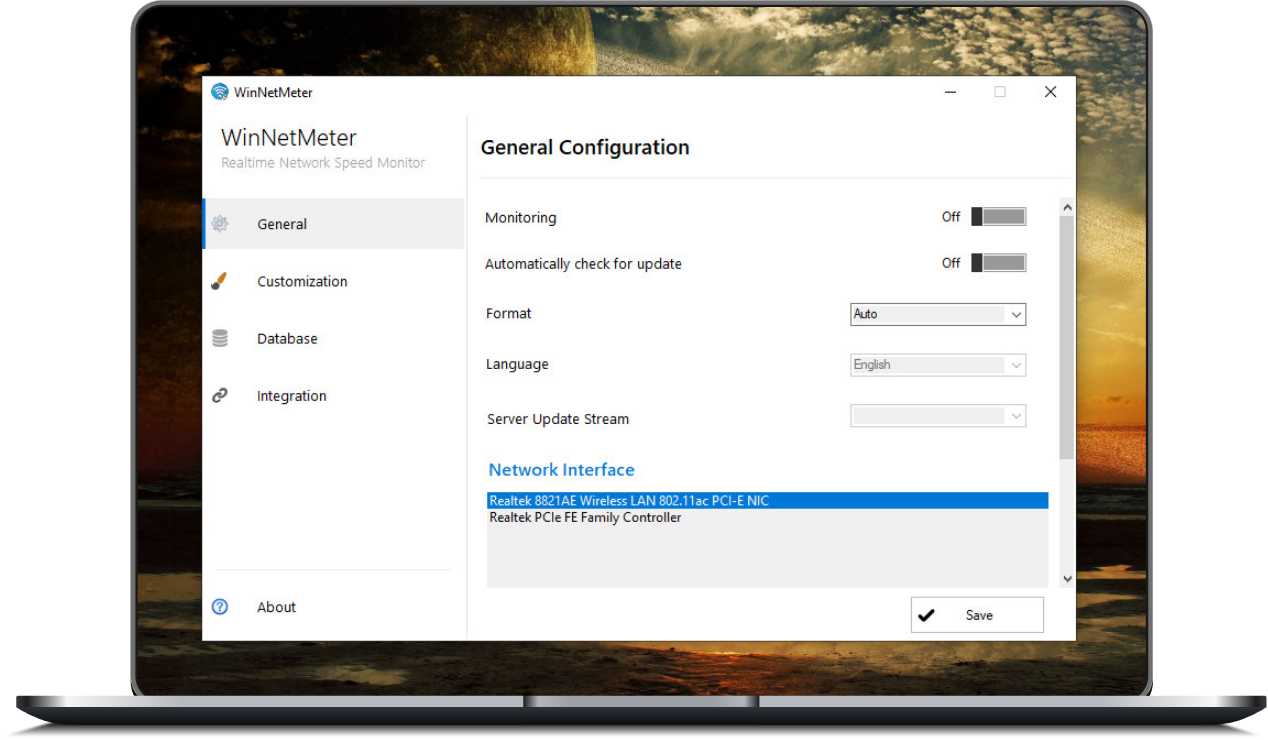 WinNetMeter
WinNetMeter
Realtime Network Speed Monitor
General
Customization
Database
Integration
About
General Configuration
Monitoring Off
Automatically check for update Off
Format Auto
Language English
Server Update Stream
Network Interface
Realtek 8821AE Wireless LAN 802.11ac PCI-E NIC
Realtek PCIe FE Family Controller
Save